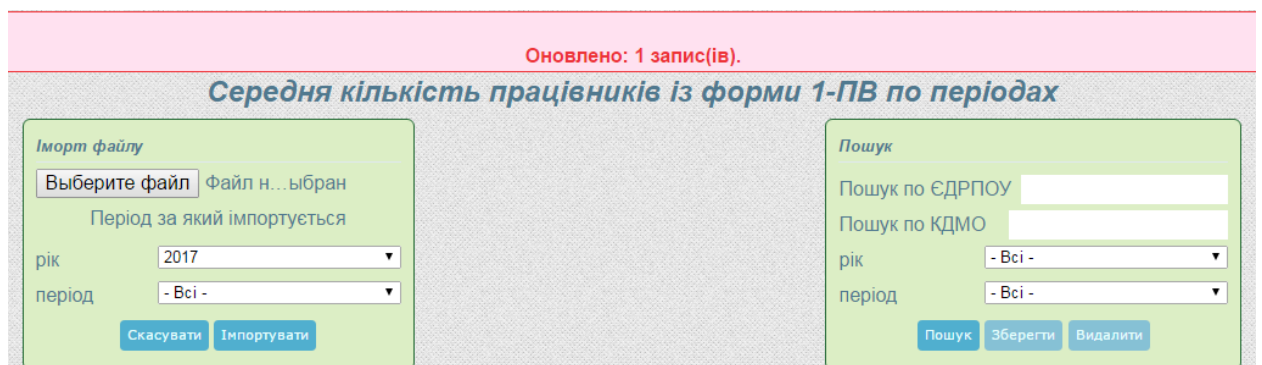 Оновлено: 1 запис(ів).
Середня кількість працівників із форми 1-ПВ по періодах
Іморт файлу
Выберите файл Файл н...ыбран
Період за який імпортується
рік 2017
період - Всі -
Скасувати Імпортувати
Пошук
Пошук по ЄДРПОУ
Пошук по КДМО
рік - Всі -
період - Всі -
Пошук Зберегти Видалити